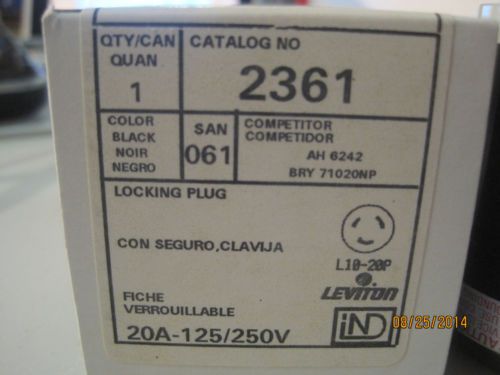 QTY/CAN
QUAN
1
CATALOG NO
2361
COLOR
BLACK
NOIR
NEGRO
SAN
061
COMPETITOR
COMPETIDOR
AH 6242
BRY 71020NP
LOCKING PLUG
CON SEGURO,CLAVIJA
FICHE
VERROUILLABLE
20A-125/250V
L10-20P
LEVITON
IND
08/25/2014